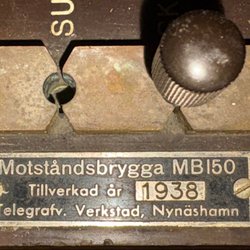 SU
Motståndsbrygga MB150
Tillverkad år 1938
Telegrafv. Verkstad, Nynäshamn